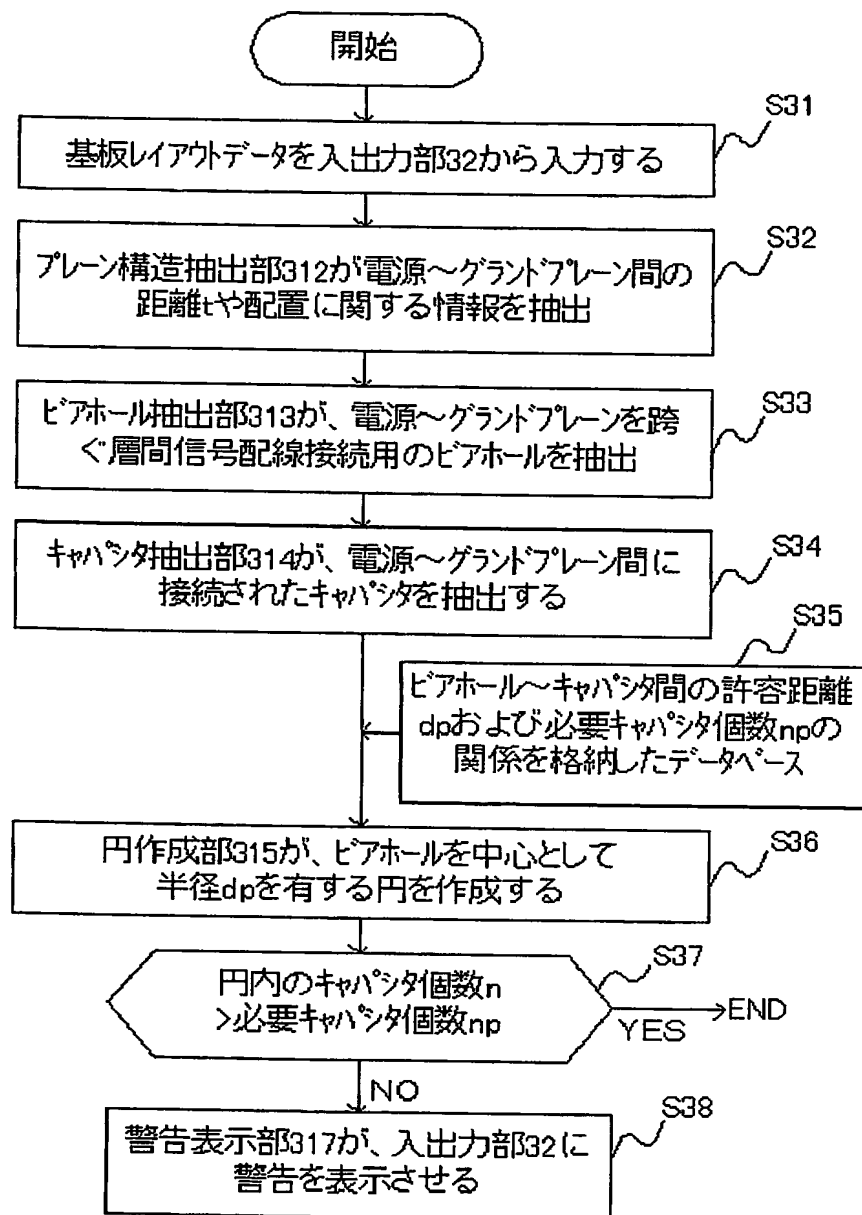 開始
S31
基板レイアウトデータを入出力部32から入力する
S32
プレーン構造抽出部312が電源～グランドプレーン間の
距離tや配置に関する情報を抽出
S33
ビアホール抽出部313が、電源～グランドプレーンを跨
ぐ層間信号配線接続用のビアホールを抽出
S34
キャパシタ抽出部314が、電源～グランドプレーン間に
接続されたキャパシタを抽出する
S35
ビアホール～キャパシタ間の許容距離
dpおよび必要キャパシタ個数npの
関係を格納したデータベース
S36
円作成部315が、ビアホールを中心として
半径dpを有する円を作成する
S37
円内のキャパシタ個数n
>必要キャパシタ個数np
YES
END
NO
S38
警告表示部317が、入出力部32に
警告を表示させる